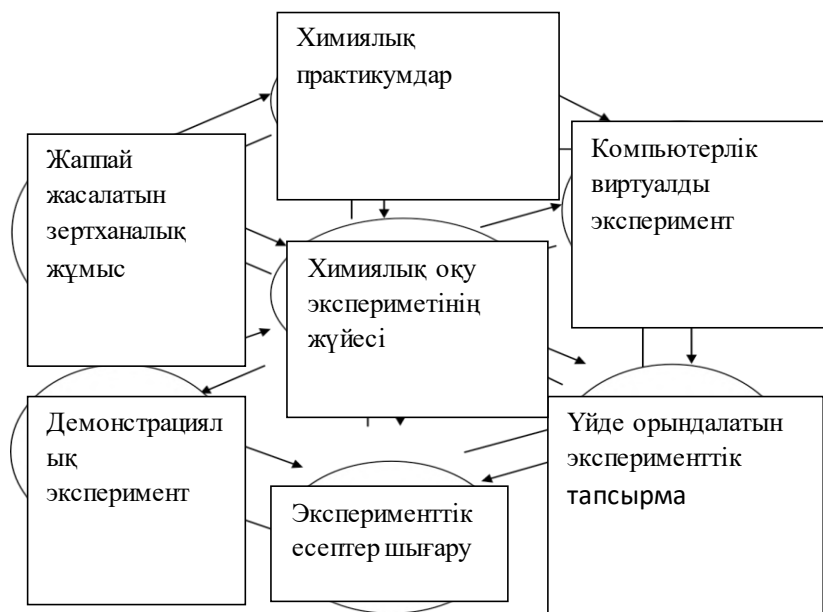 Химиялық
практикумдар
Жаппай
жасалатын
зертханалық
жұмыс
Компьютерлік
виртуалды
эксперимент
Химиялық оқу
экспериметінің
жүйесі
Демонстрациял
ық
эксперимент
Эксперименттік
есептер шығару
Үйде орындалатын
эксперименттік
тапсырма